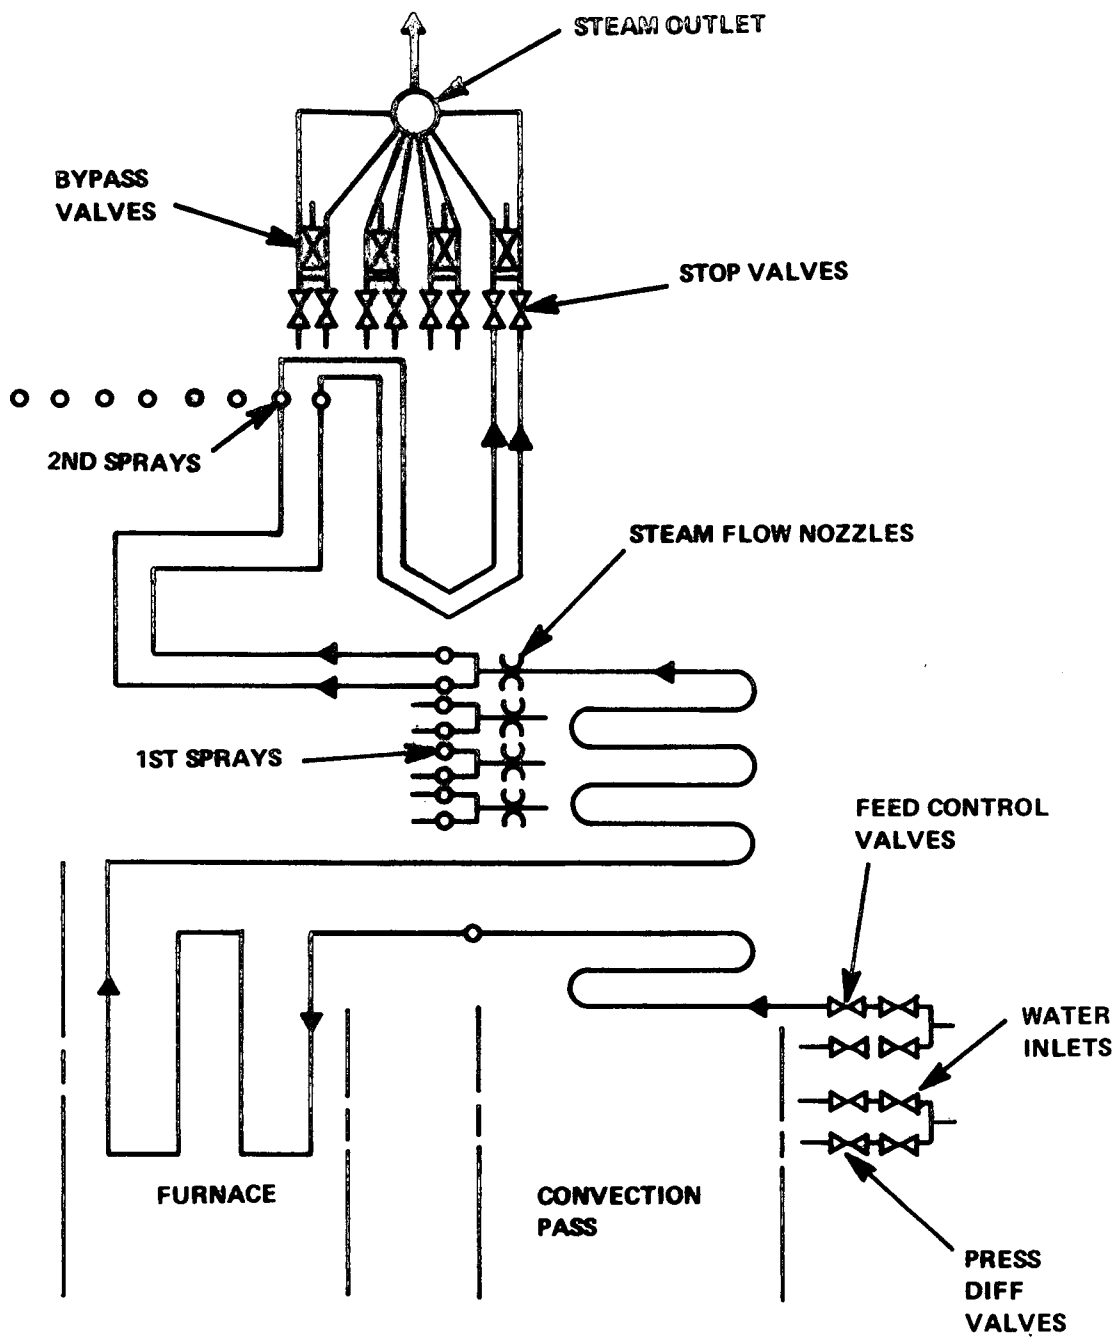 STEAM OUTLET
BYPASS
VALVES
STOP VALVES
2ND SPRAYS
STEAM FLOW NOZZLES
1ST SPRAYS
FEED CONTROL
VALVES
WATER
INLETS
FURNACE
CONVECTION
PASS
PRESS
DIFF
VALVES